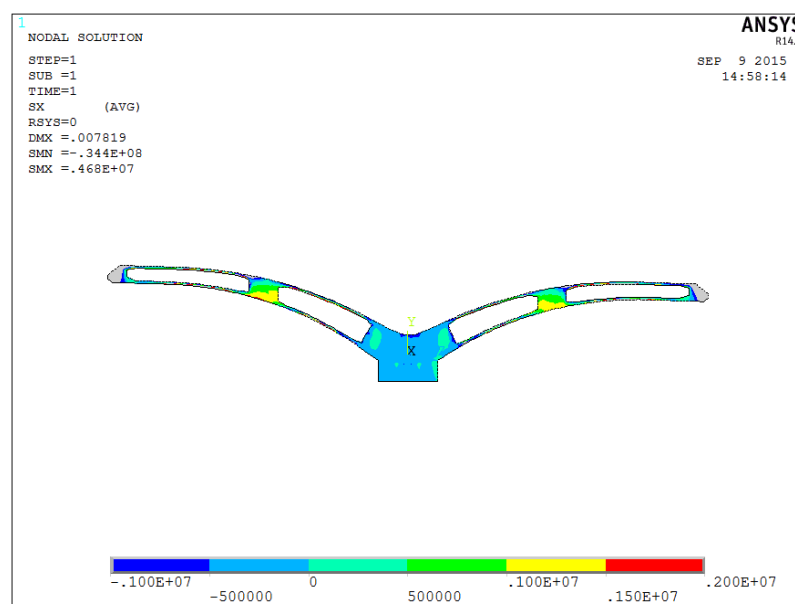 1
NODAL SOLUTION
ANSYS
R14.
STEP=1
SUB =1
TIME=1
SX (AVG)
RSYS=0
DMX =.007819
SMN =-.344E+08
SMX =.468E+07
SEP 9 2015
14:58:14
Y
X
-.100E+07 0 .100E+07 .200E+07
-500000 500000 .150E+07